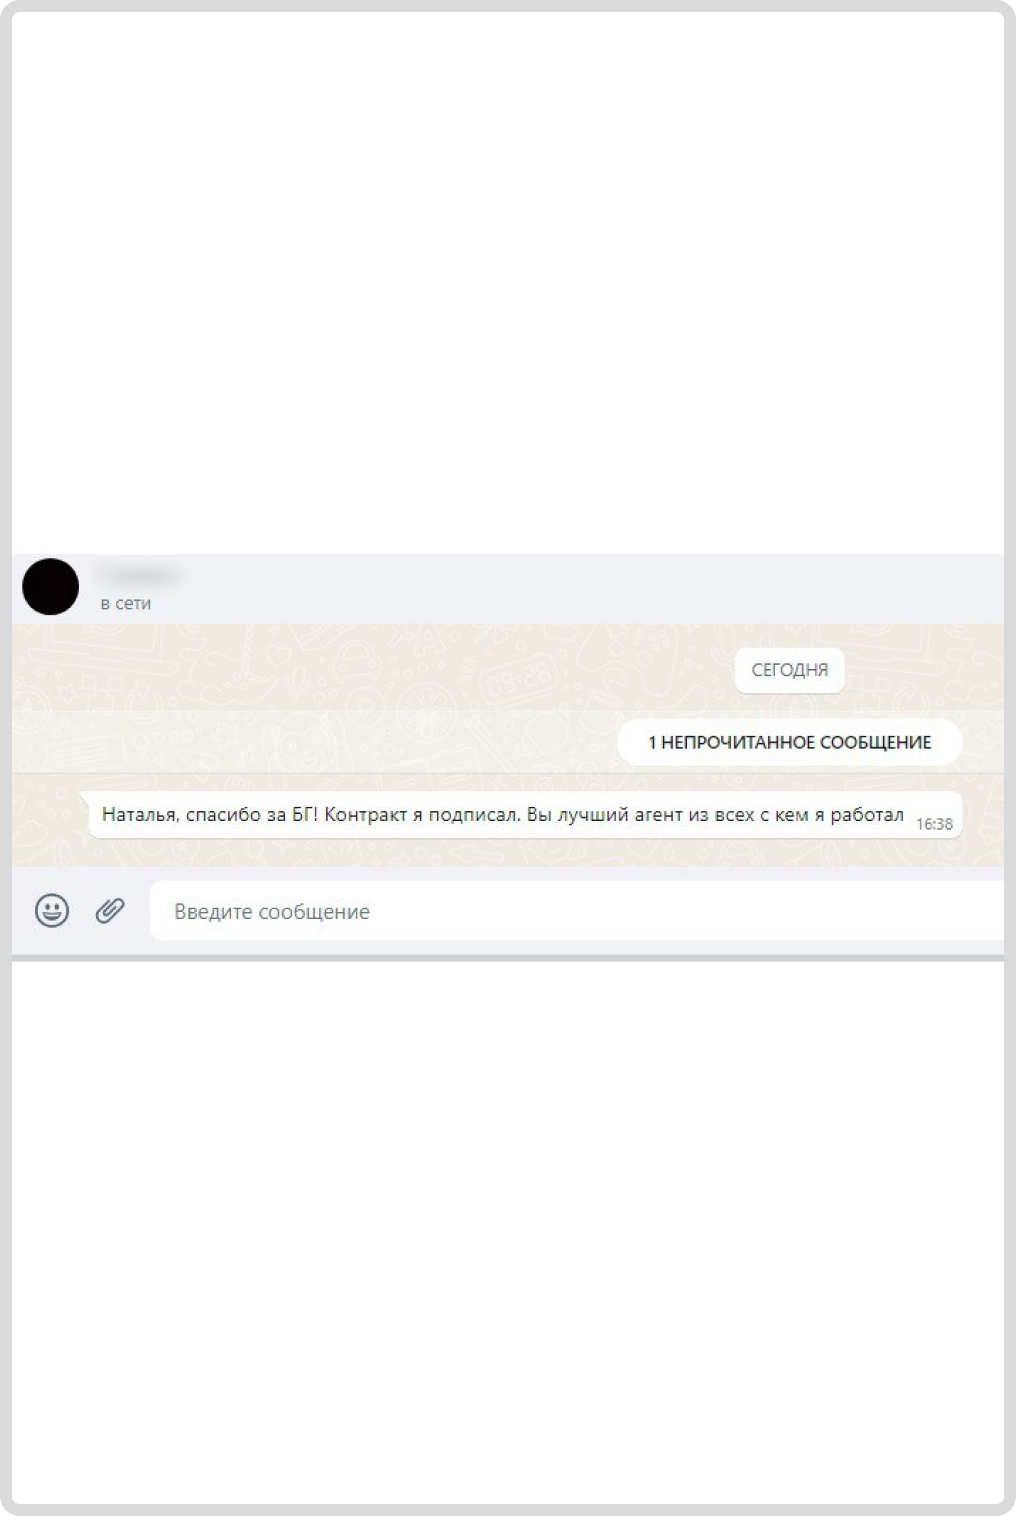 в сети
СЕГОДНЯ
1 НЕПРОЧИТАННОЕ СООБЩЕНИЕ
Наталья, спасибо за БГ! Контракт я подписал. Вы лучший агент из всех с кем я работал
16:38
Введите сообщение